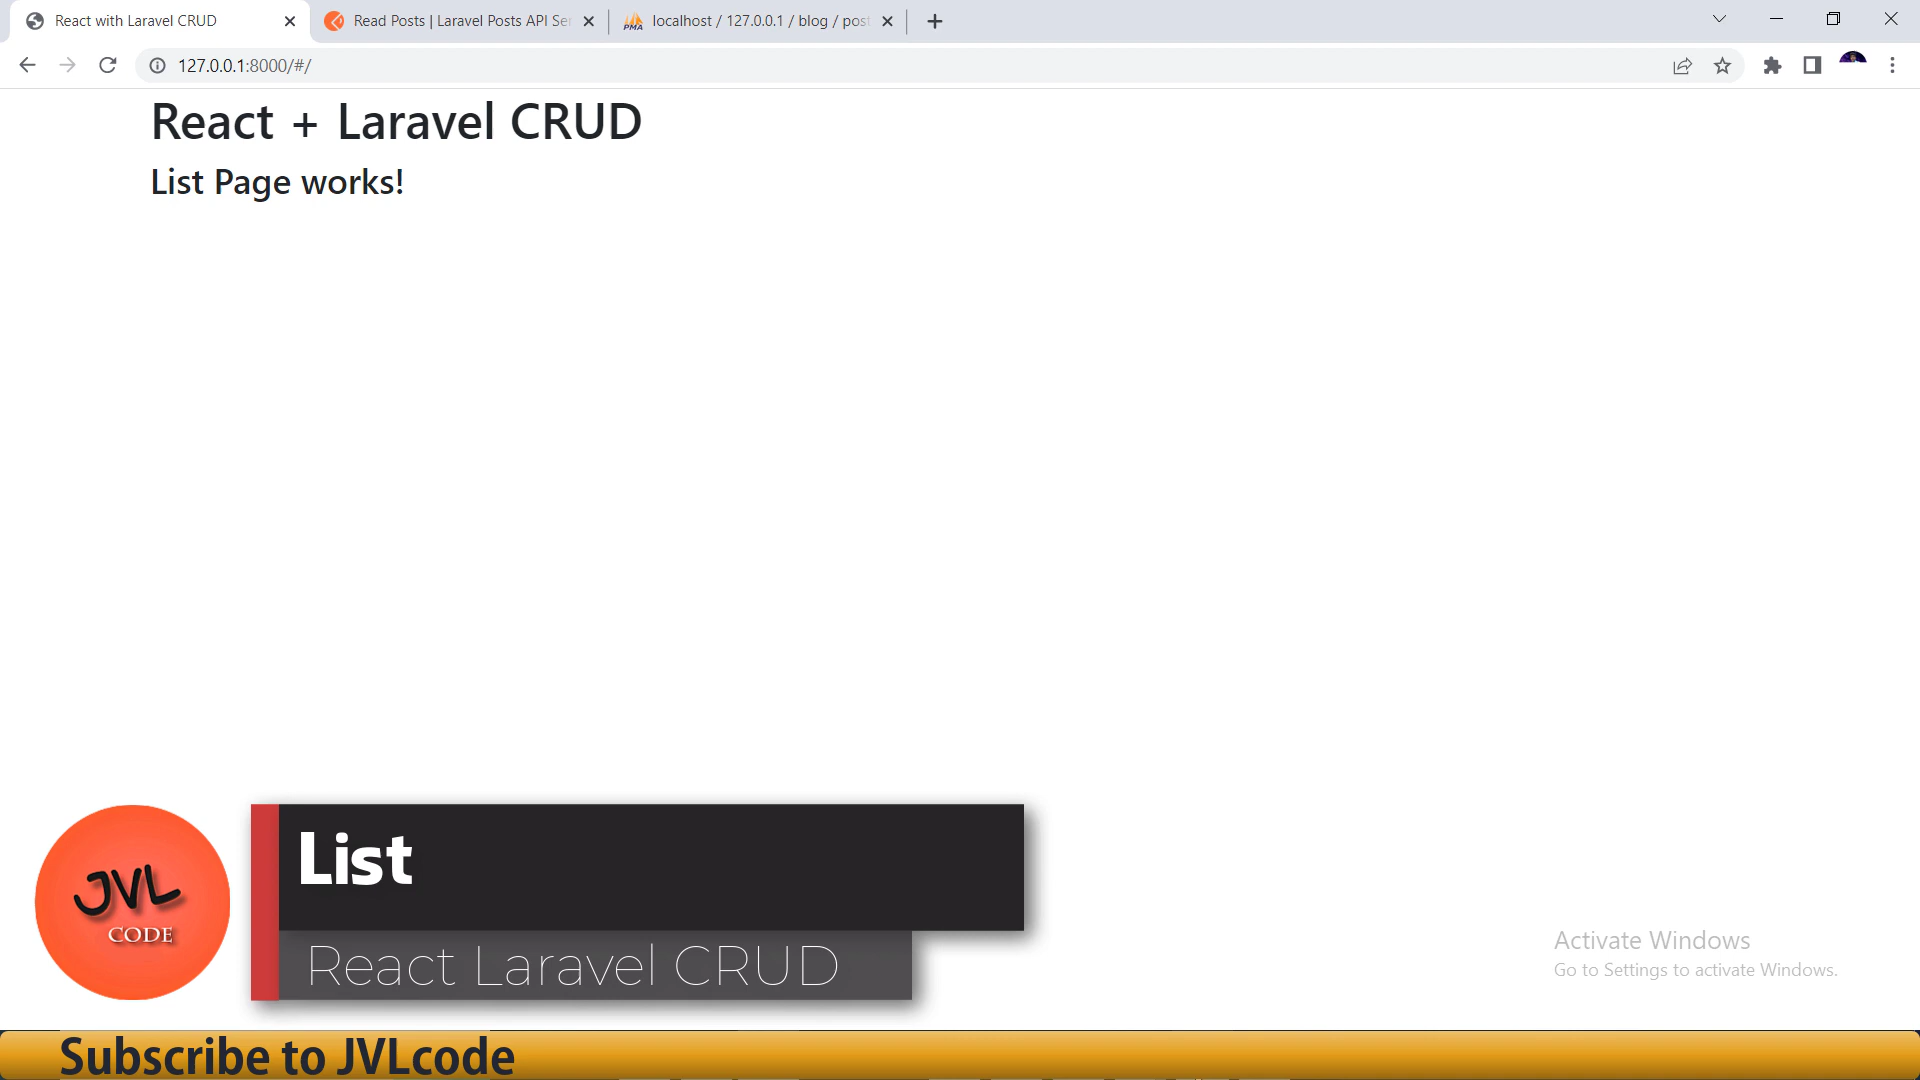 React with Laravel CRUD
Read Posts | Laravel Posts API Ser
localhost / 127.0.0.1 / blog / post
PMA
127.0.0.1:8000/#/
React + Laravel CRUD
List Page works!
List
JVL
CODE
React Laravel CRUD
Activate Windows
Go to Settings to activate Windows.
Subscribe to JVLcode